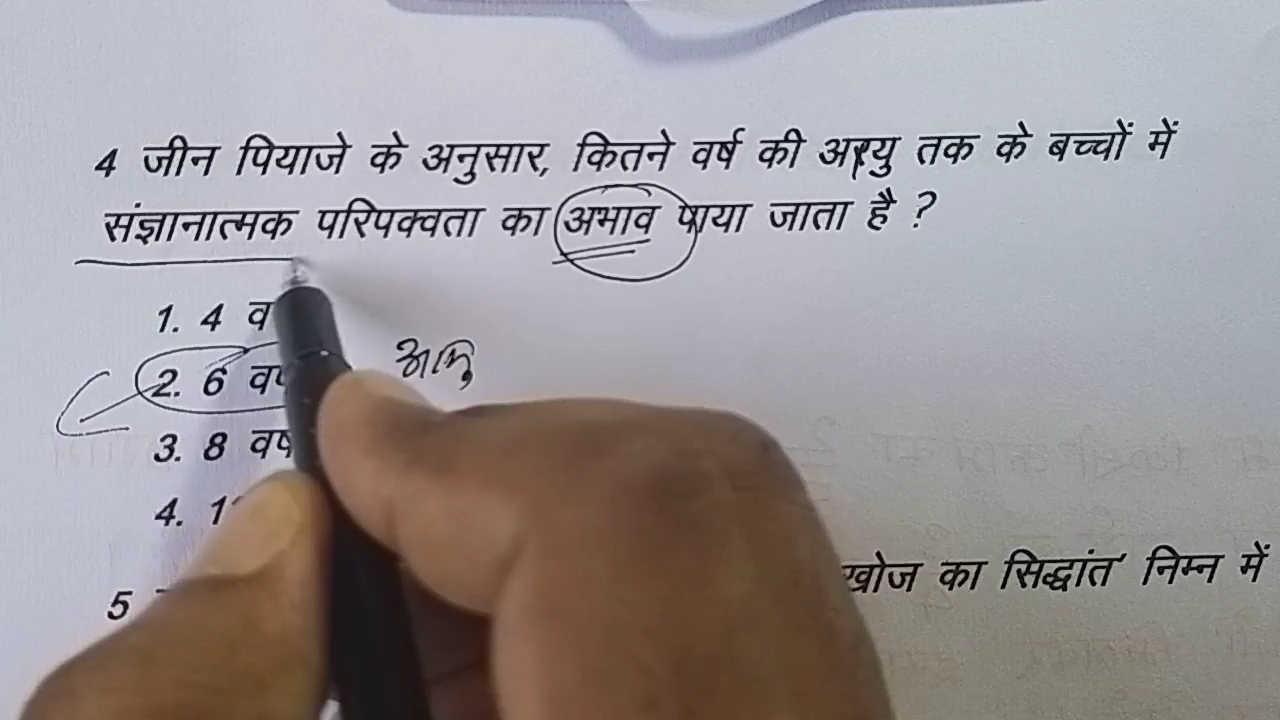 4 जीन पियाजे के अनुसार, कितने वर्ष की आयु तक के बच्चों में
संज्ञानात्मक परिपक्वता का अभाव पाया जाता है ?
1. 4
2. 6
3. 8 वर्ष
4.
5
खोज का सिद्धांत' निम्न में